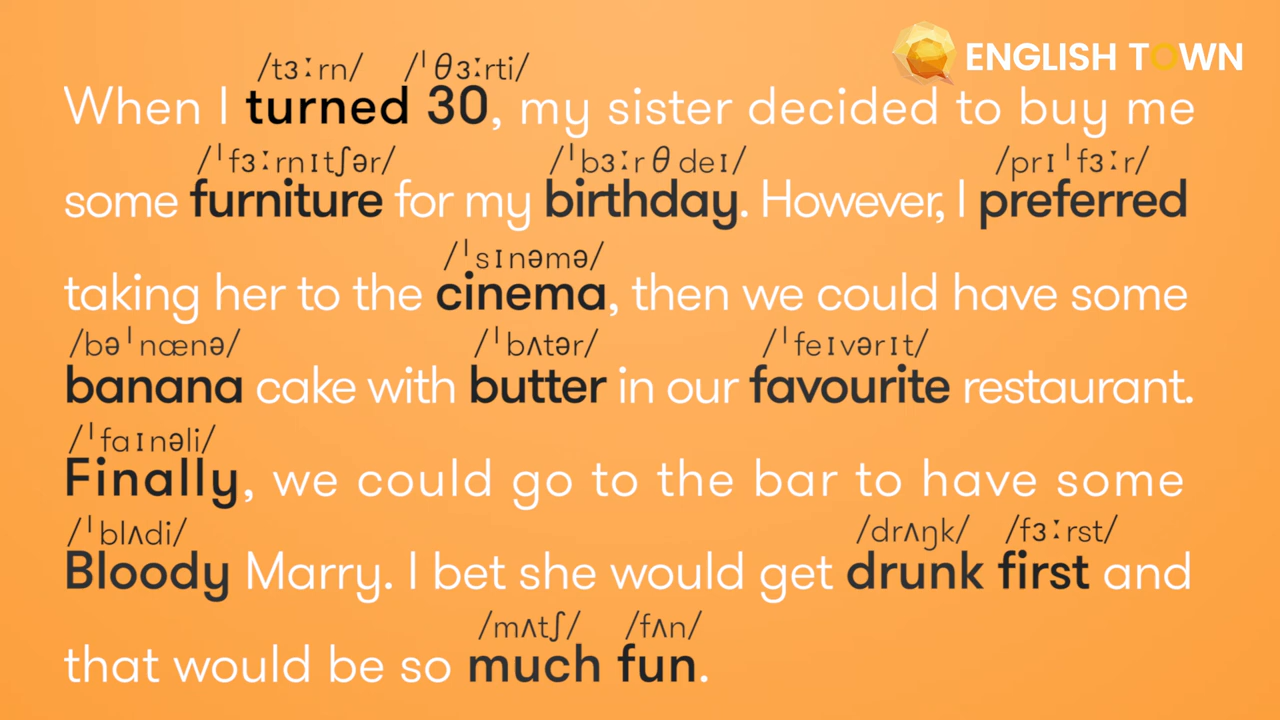 ENGLISH TOWN
/tɜːrn/ /ˈθɜːrti/
When I turned 30, my sister decided to buy me
/ˈfɜːrnɪtʃər/ /ˈbɜːrθdeɪ/ /prɪˈfɜːr/
some furniture for my birthday. However, I preferred
/ˈsɪnəmə/
taking her to the cinema, then we could have some
/bəˈnænə/ /ˈbʌtər/ /ˈfeɪvərɪt/
banana cake with butter in our favourite restaurant.
/ˈfaɪnəli/
Finally, we could go to the bar to have some
/ˈblʌdi/ /drʌŋk/ /fɜːrst/
Bloody Marry. I bet she would get drunk first and
/mʌtʃ/ /fʌn/
that would be so much fun.